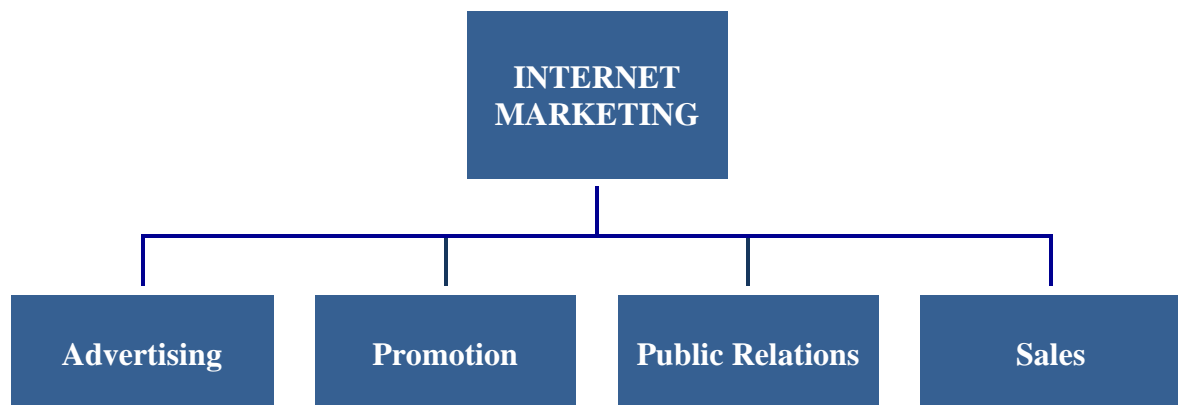 INTERNET
MARKETING
Advertising
Promotion
Public Relations
Sales